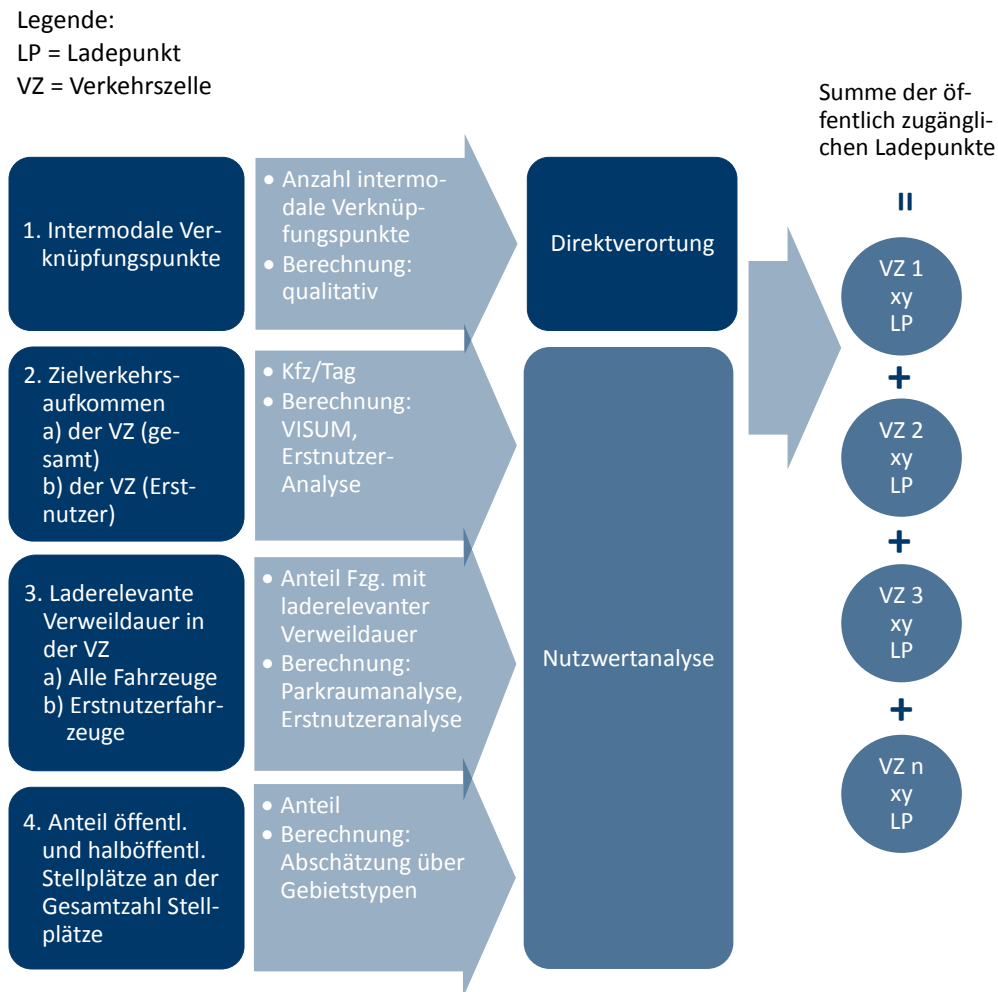 Legende:
LP = Ladepunkt
VZ = Verkehrszelle
Summe der öf-
fentlich zugängli-
chen Ladepunkte
=
1. Intermodale Ver-
knüpfungspunkte
• Anzahl intermo-
dale Verknüp-
fungspunkte
• Berechnung:
qualitativ
Direktverortung
2. Zielverkehrs-
aufkommen
a) der VZ (ge-
samt)
b) der VZ (Erst-
nutzer)
• Kfz/Tag
• Berechnung:
VISUM,
Erstnutzer-
Analyse
3. Laderelevante
Verweildauer in
der VZ
a) Alle Fahrzeuge
b) Erstnutzerfahr-
zeuge
• Anteil Fzg. mit
laderelevanter
Verweildauer
• Berechnung:
Parkraumanalyse,
Erstnutzeranalyse
Nutzwertanalyse
4. Anteil öffentl.
und halböffentl.
Stellplätze an der
Gesamtzahl Stell-
plätze
• Anteil
• Berechnung:
Abschätzung über
Gebietstypen
VZ 1
xy
LP
+
VZ 2
xy
LP
+
VZ 3
xy
LP
+
VZ n
xy
LP